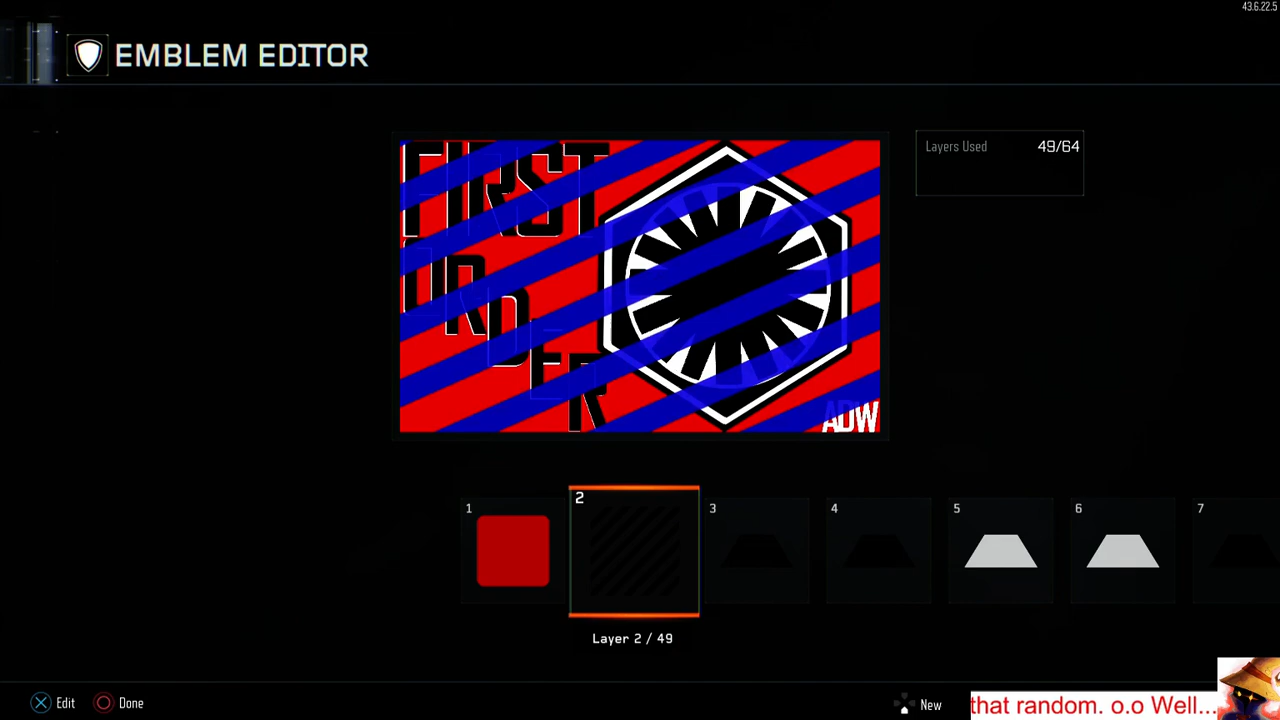 43.6.22.5
EMBLEM EDITOR
Layers Used 49/64
FIRST
ORDER
ADW
1 2 3 4 5 6 7
Layer 2 / 49
Edit Done New
that random. o.o Well...